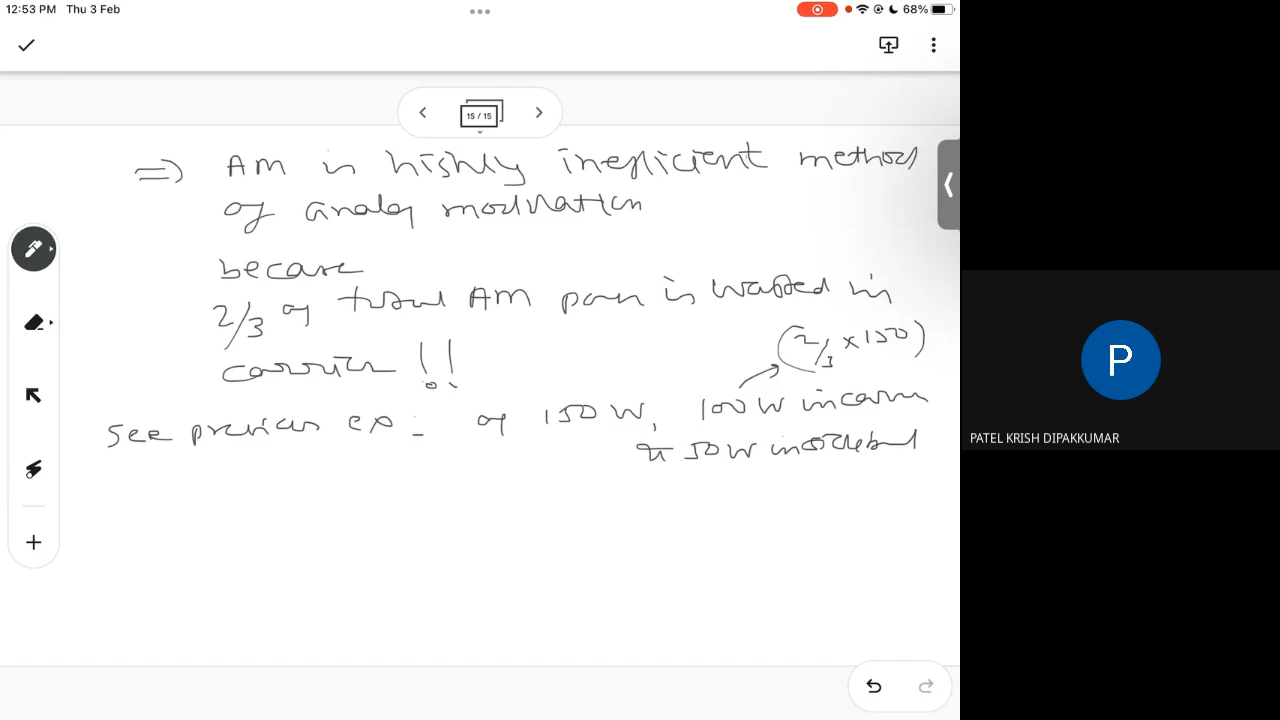 12:53 PM Thu 3 Feb
68%
15 / 15
=> AM is highly inefficient method
of analog modulation
because
2/3 of total AM power is wasted in
carrier !!
(2/3 x 150)
see previous ex : of 150 W, 100 W in carrier
& 50 W in sideband
P
PATEL KRISH DIPAKKUMAR